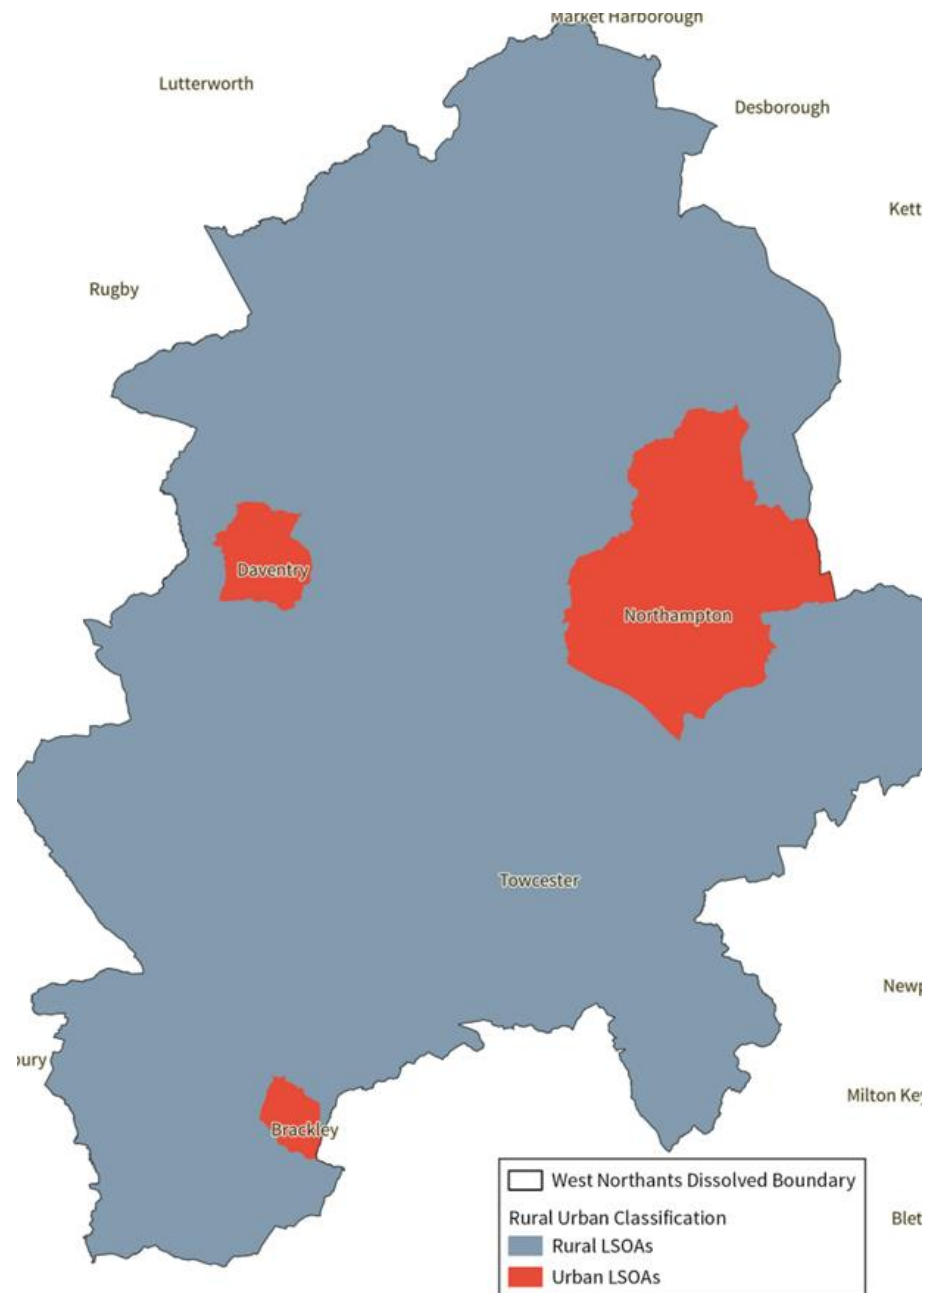 Market Harborough
Lutterworth
Desborough
Kett
Rugby
Daventry
Northampton
Towcester
Newp
bury
Milton Key
Brackley
West Northants Dissolved Boundary
Rural Urban Classification
Blet
Rural LSOAs
Urban LSOAs